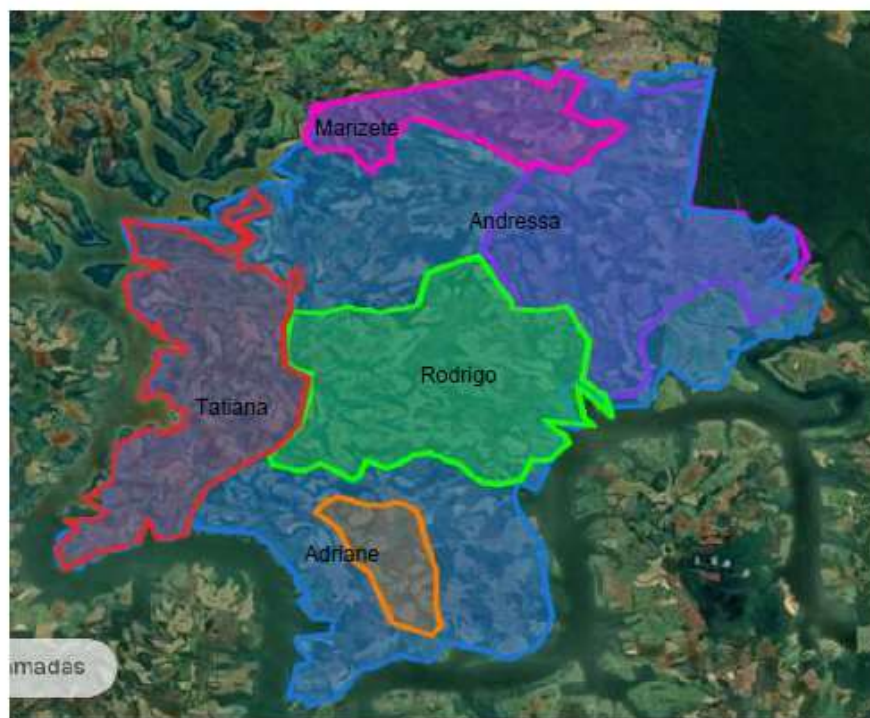 Marizete
Andressa
Rodrigo
Tatiana
Adriane
madas